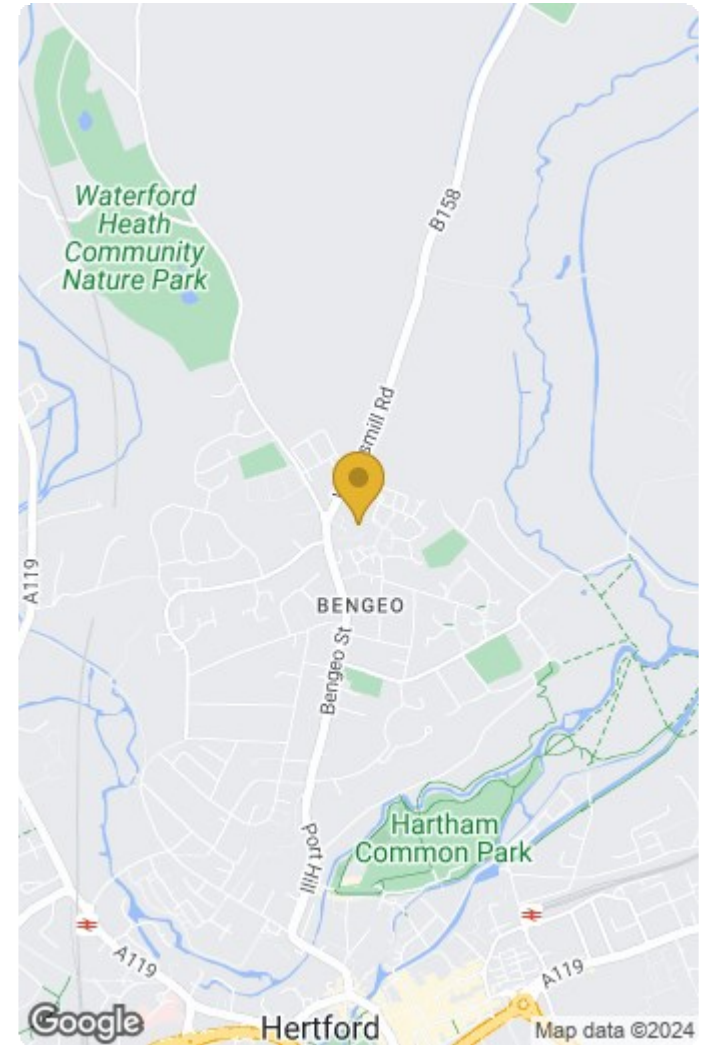 Waterford
Heath
Community
Nature Park
B158
smill Rd
A119
BENGEO
Bengeo St
Hartham
Common Park
Port Hill
A119
A119
Hertford
Google
Map data ©2024